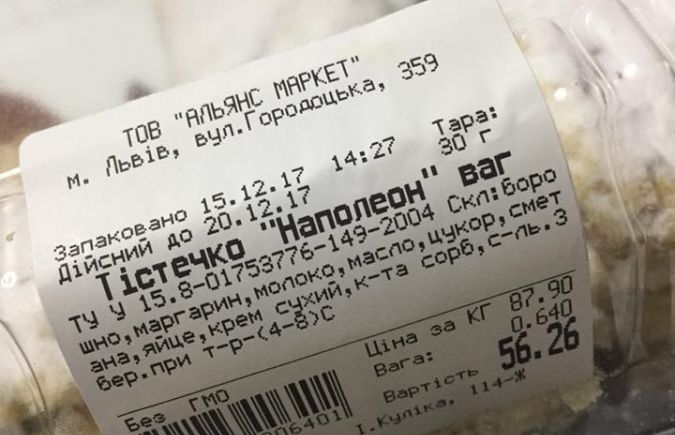 ТОВ "АЛЬЯНС МАРКЕТ"
м. Львів, вул.Городоцька, 359
Тара:
Запаковано 15.12.17 14:27 30 г
Дійсний до 20.12.17
Тістечко "Наполеон" ваг
ТУ У 15.8-01753776-149-2004 Скл:боро
шно,маргарин,молоко,масло,цукор,смет
ана,яйце,крем сухий,к-та сорб,с-ль.З
бер.при т-р-(4-8)С
Ціна за КГ 87.90
Без ГМО Вага: 0.640
Вартість 56.26
206401 І.Куліка, 114-Ж